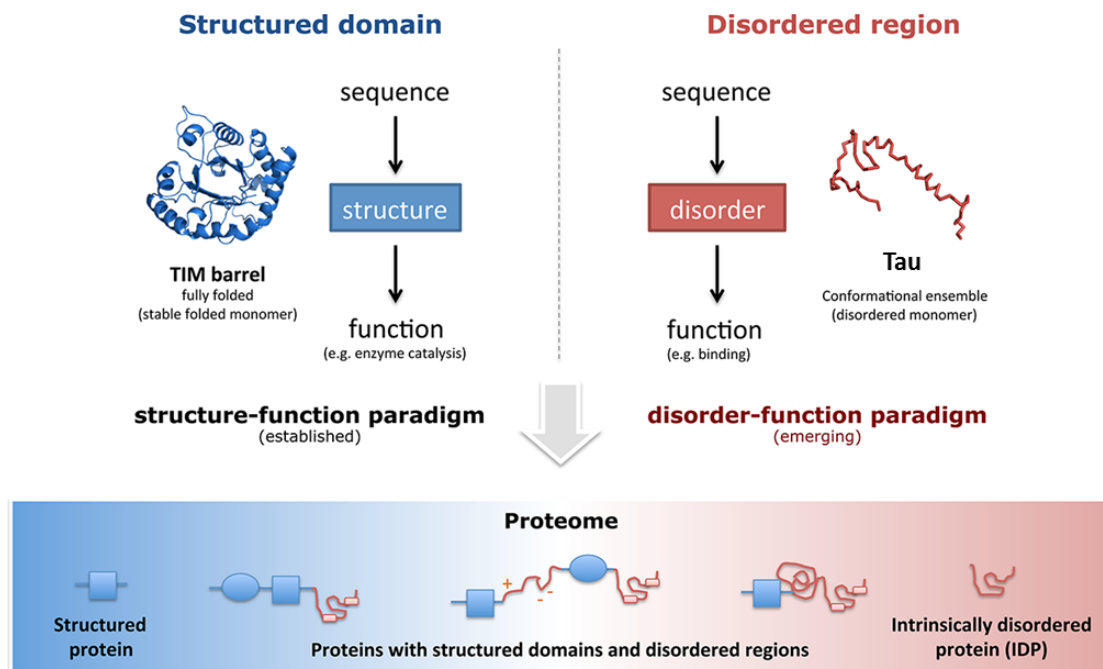 Structured domain
Disordered region
sequence
structure
function
(e.g. enzyme catalysis)
TIM barrel
fully folded
(stable folded monomer)
sequence
disorder
function
(e.g. binding)
Tau
Conformational ensemble
(disordered monomer)
structure-function paradigm
(established)
disorder-function paradigm
(emerging)
Proteome
+
- -
Structured
protein
Proteins with structured domains and disordered regions
Intrinsically disordered
protein (IDP)